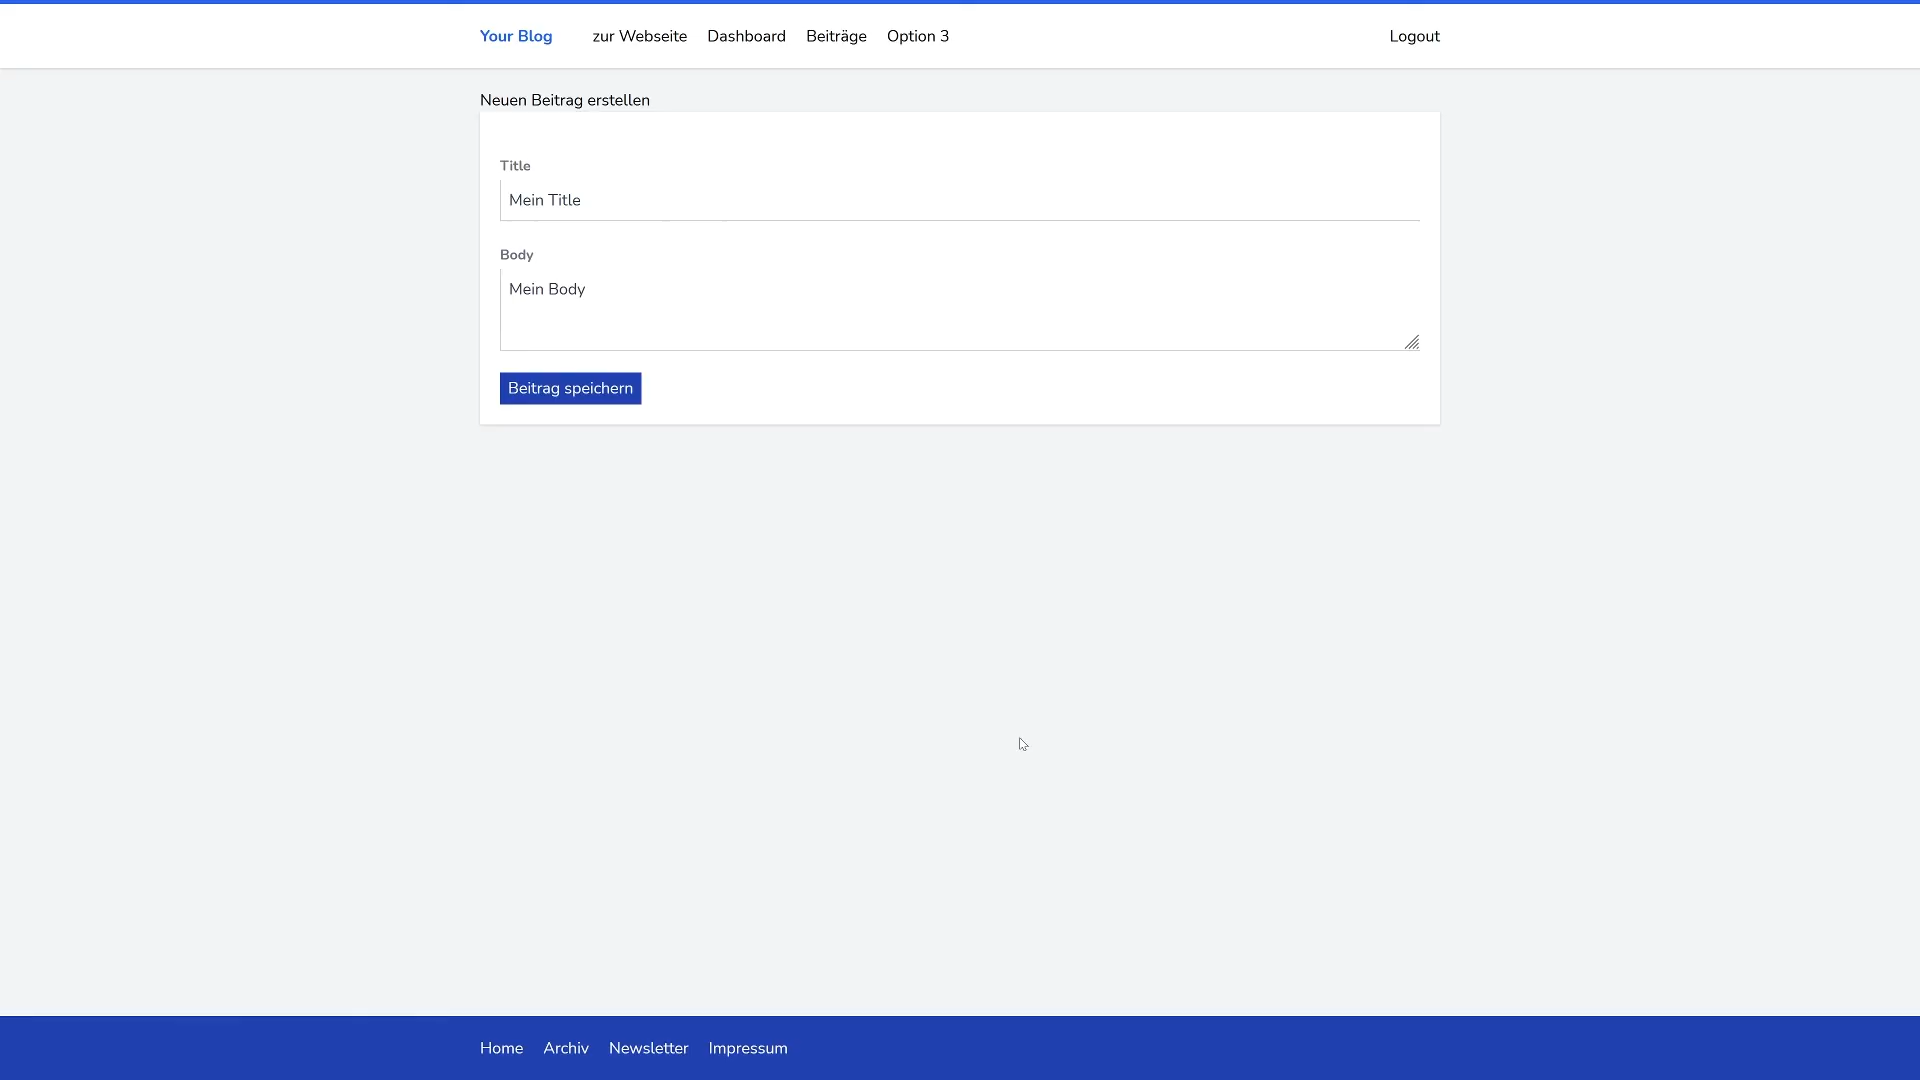 Your Blog zur Webseite Dashboard Beiträge Option 3 Logout
Neuen Beitrag erstellen
Title
Mein Title
Body
Mein Body
Beitrag speichern
Home Archiv Newsletter Impressum